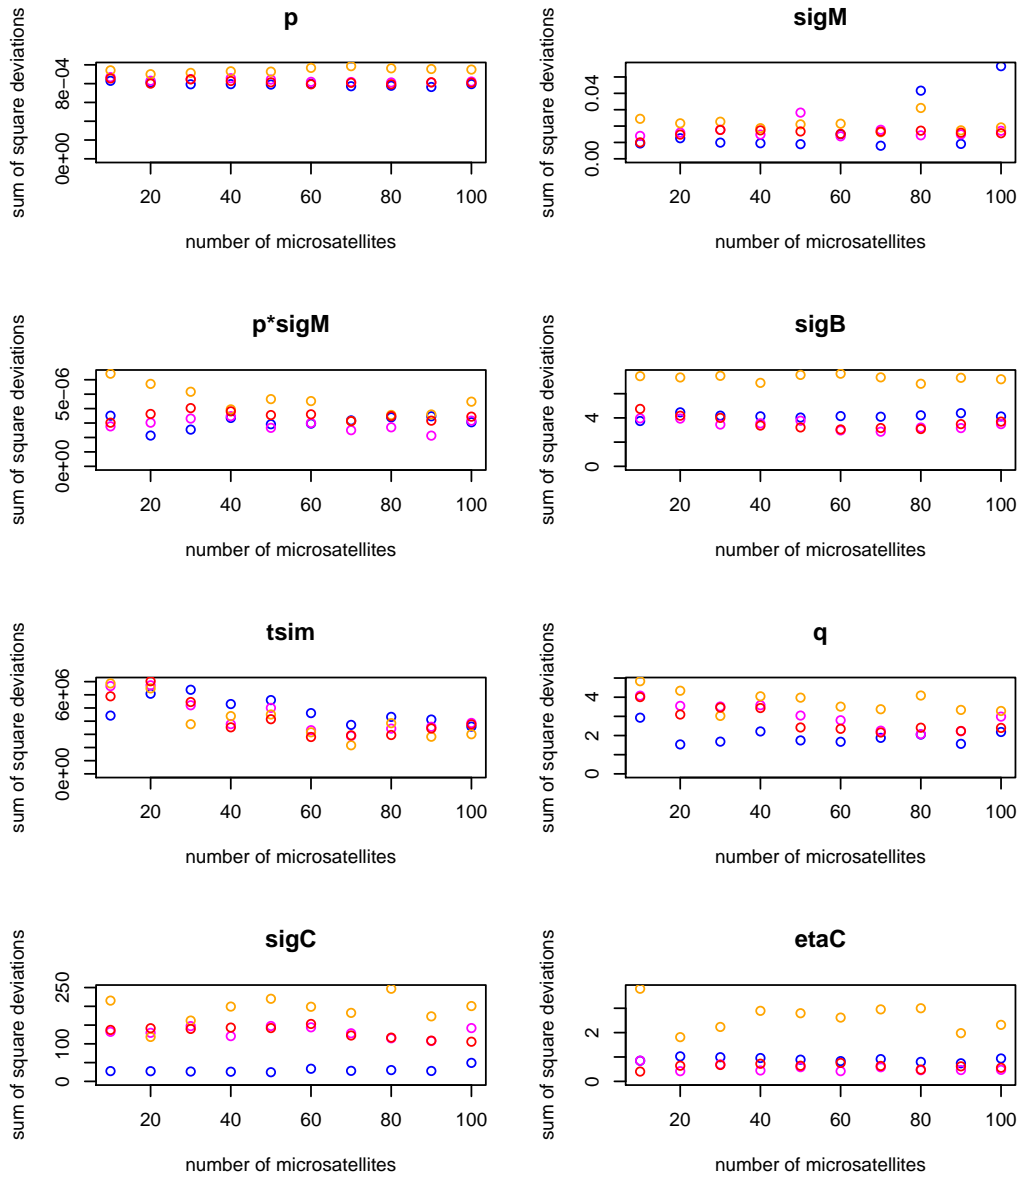 p
sum of square deviations
0e+00 8e−04
20 40 60 80 100
number of microsatellites
sigM
sum of square deviations
0.00 0.04
20 40 60 80 100
number of microsatellites
p*sigM
sum of square deviations
0e+00 5e−06
20 40 60 80 100
number of microsatellites
sigB
sum of square deviations
0 4
20 40 60 80 100
number of microsatellites
tsim
sum of square deviations
0e+00 6e+06
20 40 60 80 100
number of microsatellites
q
sum of square deviations
0 2 4
20 40 60 80 100
number of microsatellites
sigC
sum of square deviations
0 100 250
20 40 60 80 100
number of microsatellites
etaC
sum of square deviations
0 2
20 40 60 80 100
number of microsatellites